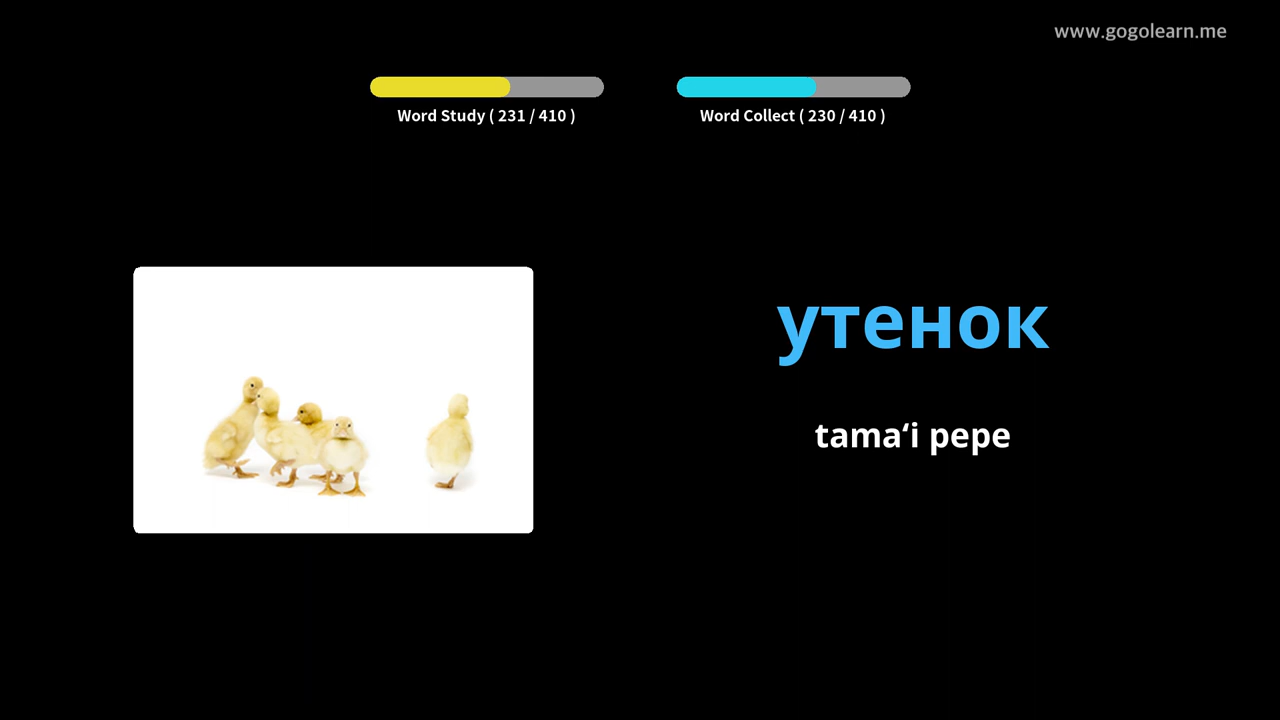 www.gogolearn.me
Word Study ( 231 / 410 )
Word Collect ( 230 / 410 )
утенок
tama‘i pepe